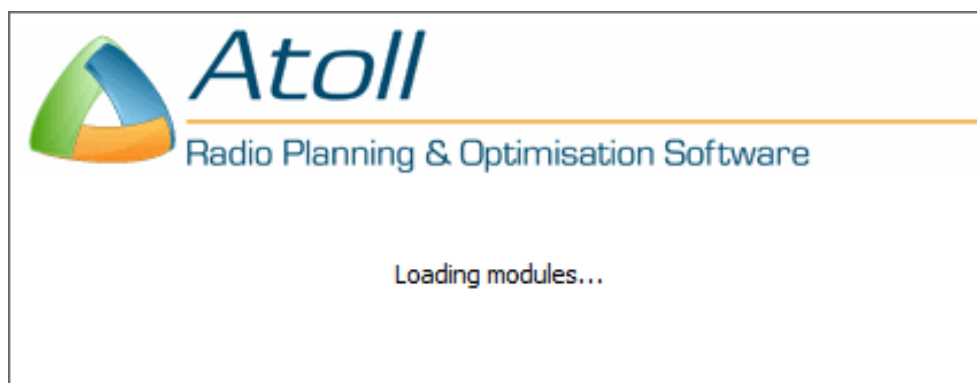 Atoll
Radio Planning & Optimisation Software
Loading modules...